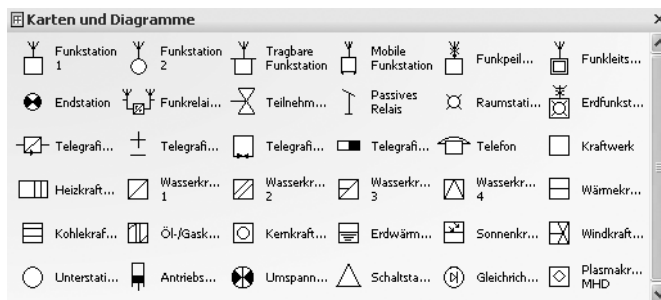 Karten und Diagramme
Funkstation
1
Funkstation
2
Tragbare
Funkstation
Mobile
Funkstation
Funkpeil...
Funkleits...
Endstation
Funkrelai...
Teilnehm...
Passives
Relais
Raumstati...
Erdfunkst...
Telegrafi...
Telegrafi...
Telegrafi...
Telegrafi...
Telefon
Kraftwerk
Heizkraft...
Wasserkr...
1
Wasserkr...
2
Wasserkr...
3
Wasserkr...
4
Wärmekr...
Kohlekraf...
Öl-/Gask...
Kernkraft...
Erdwärm...
Sonnenkr...
Windkraft...
Unterstati...
Antriebs...
Umspann...
Schaltsta...
Gleichrich...
Plasmakr...
MHD